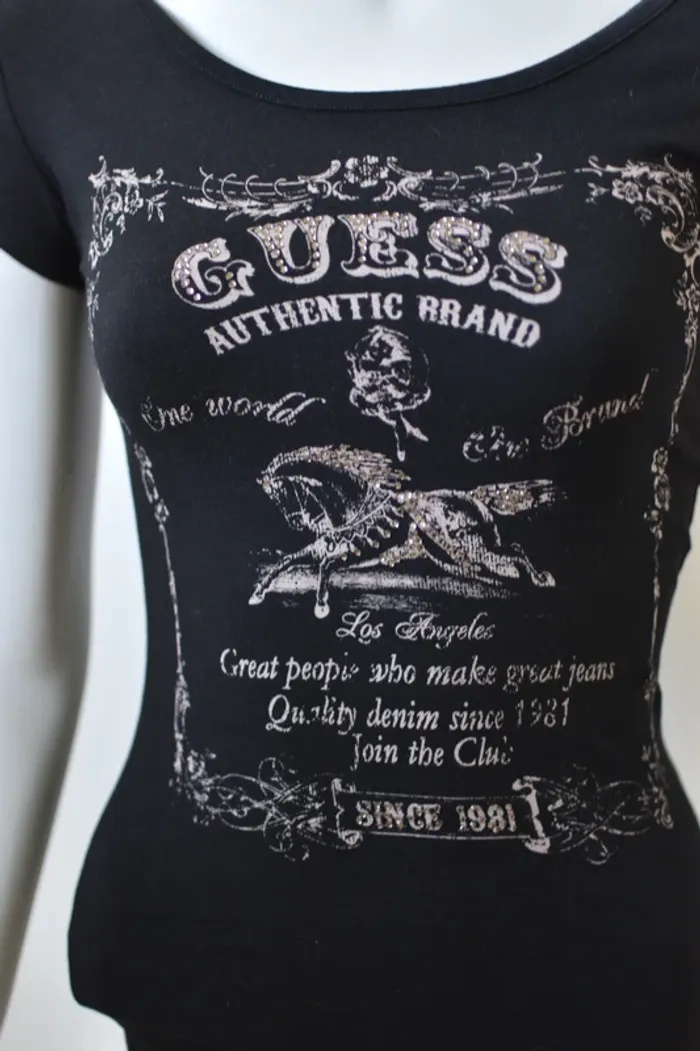 GUESS
AUTHENTIC BRAND
One world One Brand
Los Angeles
Great people who make great jeans
Quality denim since 1981
Join the Club
SINCE 1981